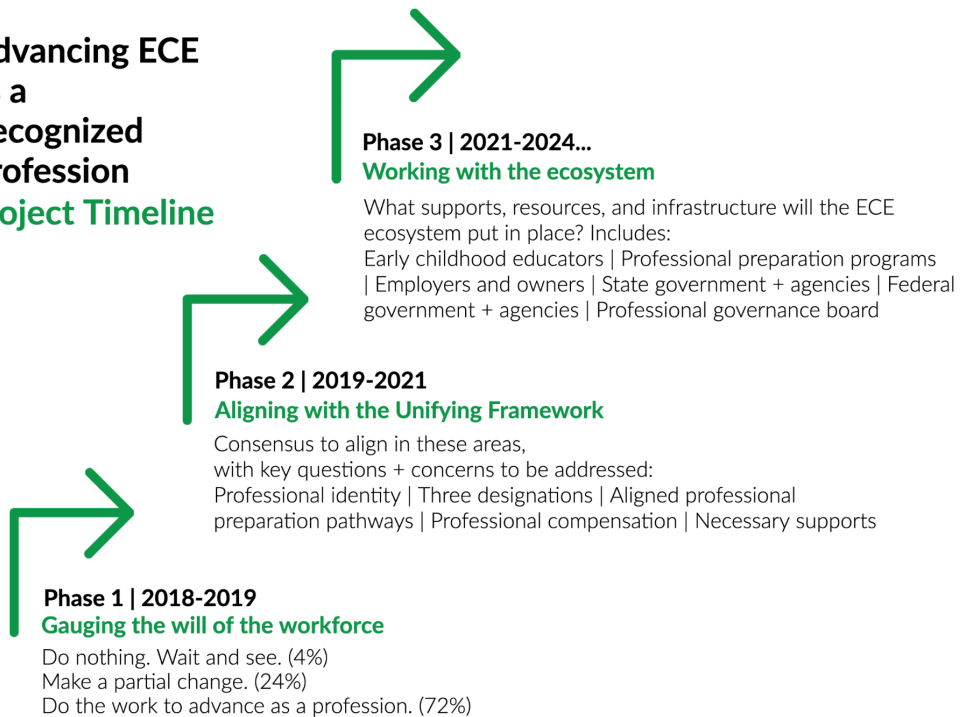 dvancing ECE
a
ecognized
rofession
oject Timeline
Phase 3 | 2021-2024...
Working with the ecosystem
What supports, resources, and infrastructure will the ECE
ecosystem put in place? Includes:
Early childhood educators | Professional preparation programs
| Employers and owners | State government + agencies | Federal
government + agencies | Professional governance board
Phase 2 | 2019-2021
Aligning with the Unifying Framework
Consensus to align in these areas,
with key questions + concerns to be addressed:
Professional identity | Three designations | Aligned professional
preparation pathways | Professional compensation | Necessary supports
Phase 1 | 2018-2019
Gauging the will of the workforce
Do nothing. Wait and see. (4%)
Make a partial change. (24%)
Do the work to advance as a profession. (72%)